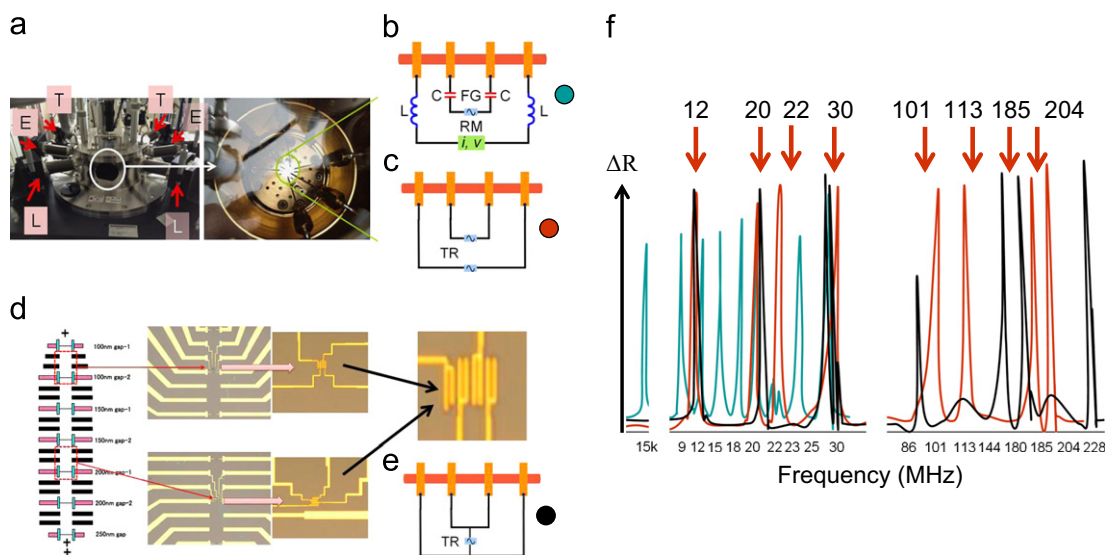 a
T
T
E
E
L
L
b
C
FG
C
L
L
RM
i, v
c
TR
d
100nm gap-1
100nm gap-2
150nm gap-1
150nm gap-2
200nm gap-1
200nm gap-2
250nm gap
e
TR
f
12 20 22 30 101 113 185 204
ΔR
15k 9 12 15 18 20 22 23 25 30 86 101 113 144 180 185 204 228
Frequency (MHz)